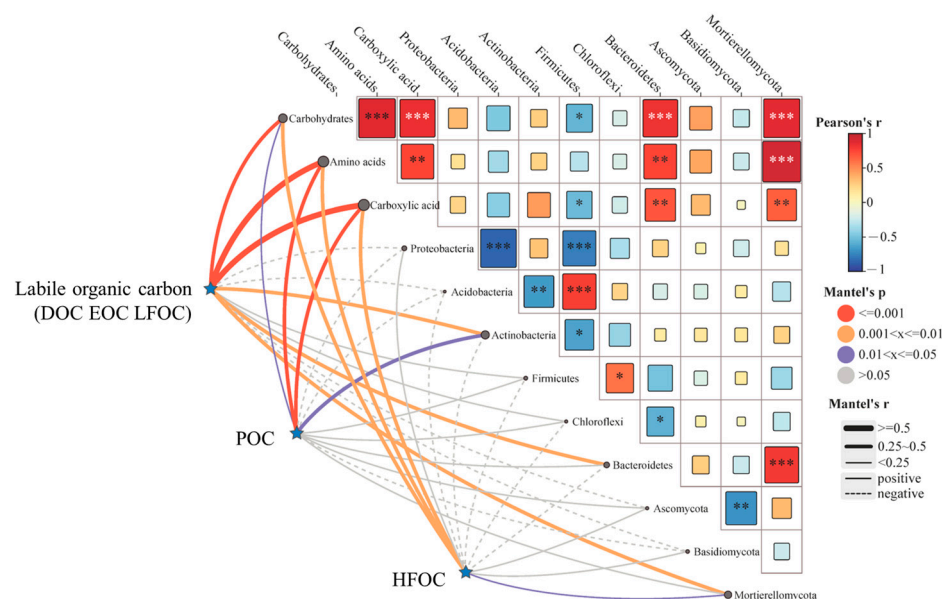 Carbohydrates
Amino acids
Carboxylic acid
Proteobacteria
Acidobacteria
Actinobacteria
Firmicutes
Chloroflexi
Bacteroidetes
Ascomycota
Basidiomycota
Mortierellomycota
Carbohydrates *** *** * *** ***
Amino acids ** ** ***
Carboxylic acid * ** **
Proteobacteria *** ***
Acidobacteria ** ***
Actinobacteria *
Firmicutes *
Chloroflexi *
Bacteroidetes ***
Ascomycota **
Basidiomycota
Mortierellomycota
Labile organic carbon
(DOC EOC LFOC)
POC
HFOC
Pearson's r
1
0.5
0
-0.5
-1
Mantel's p
<=0.001
0.001<x<=0.01
0.01<x<=0.05
>0.05
Mantel's r
>=0.5
0.25~0.5
<0.25
positive
negative